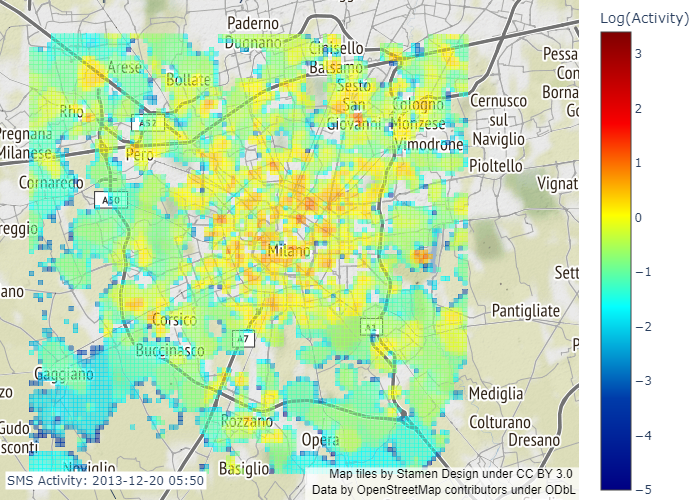 Log(Activity)
Paderno
Dugnano
Cinisello
Balsamo
Arese
Bollate
Sesto
San
Giovanni
Cologno
Monzese
Rho
A52
Pero
Cernusco
sul
Naviglio
Vimodrone
Pioltello
Pessa
Con
Borna
Go
Pregnana
Milanese
Cornaredo
A50
Vignat
reggio
Milano
Sett
ano
Corsico
A7
A1
Pantigliate
Buccinasco
Gaggiano
P
zo
Mediglia
Rozzano
Opera
Colturano
Dresano
Gudo
sconti
Noviglio
Basiglio
3
2
1
0
−1
−2
−3
−4
−5
SMS Activity: 2013-12-20 05:50
Map tiles by Stamen Design under CC BY 3.0
Data by OpenStreetMap contributors under ODbL